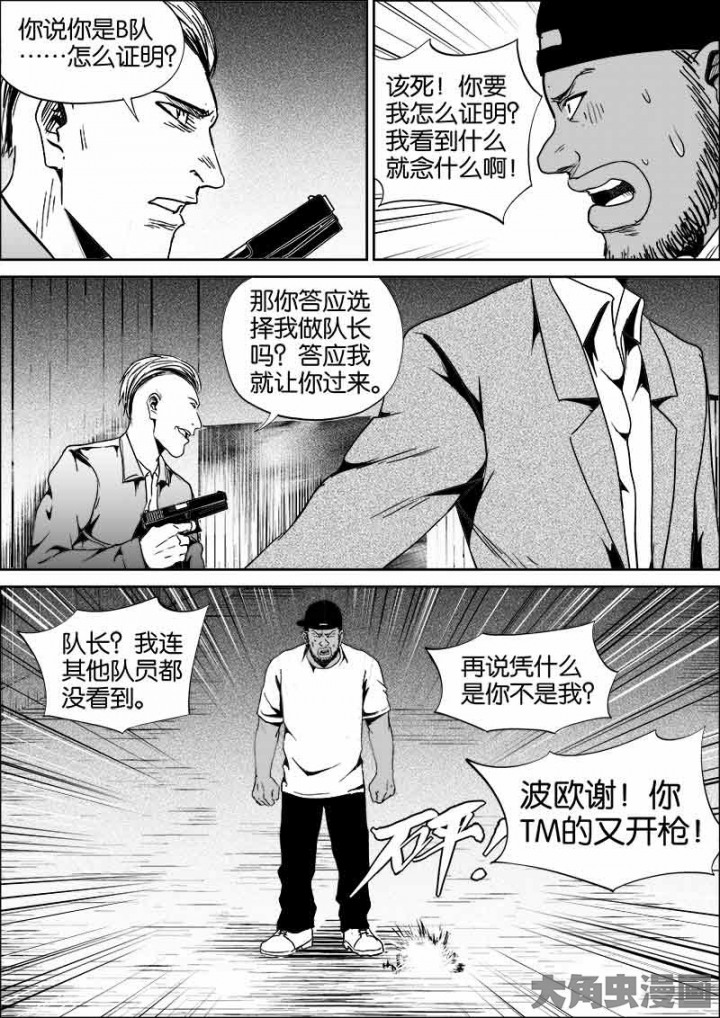 你说你是B队
……怎么证明？
该死！你要
我怎么证明？
我看到什么
就念什么啊！
那你答应选
择我做队长
吗？答应我
就让你过来。
队长？我连
其他队员都
没看到。
再说凭什么
是你不是我？
波欧谢！你
TM的又开枪！
砰！
大角虫漫画